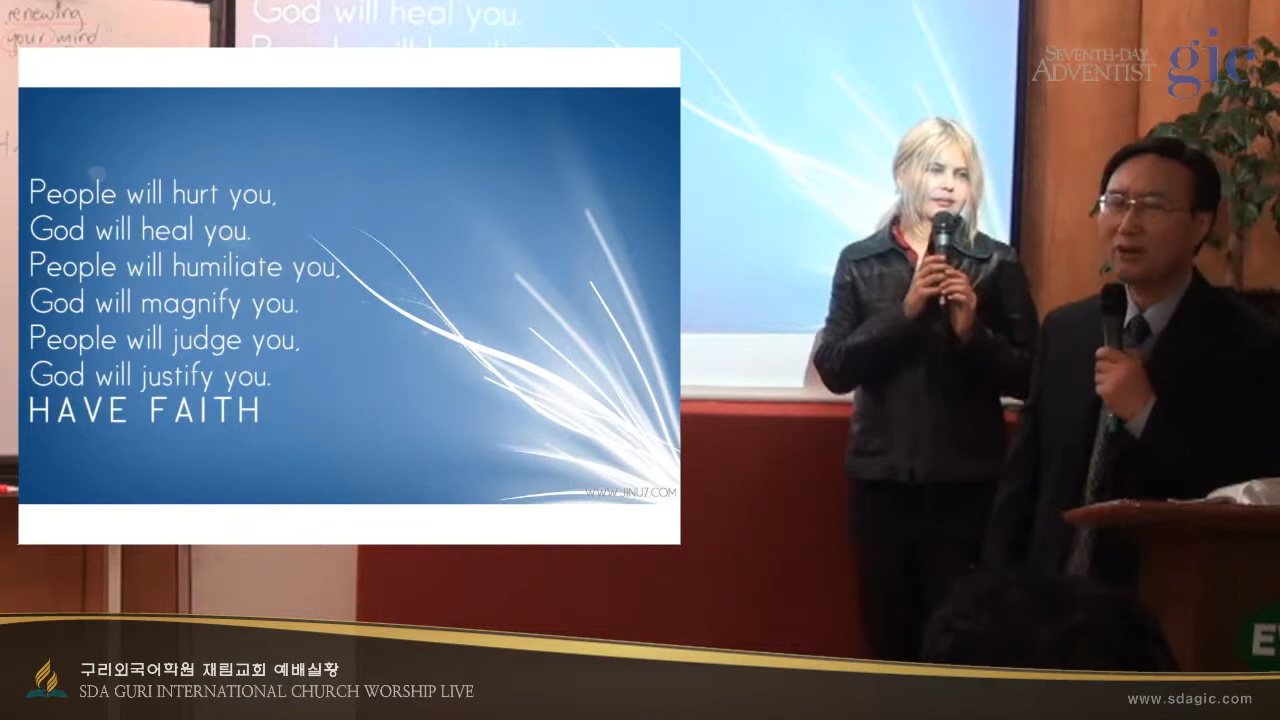 renewing
your mind
God will heal you.
SEVENTH-DAY
ADVENTIST gic
People will hurt you,
God will heal you.
People will humiliate you,
God will magnify you.
People will judge you,
God will justify you.
HAVE FAITH
WWW.JINU7.COM
구리외국어학원 재림교회 예배실황
SDA GURI INTERNATIONAL CHURCH WORSHIP LIVE
www.sdagic.com